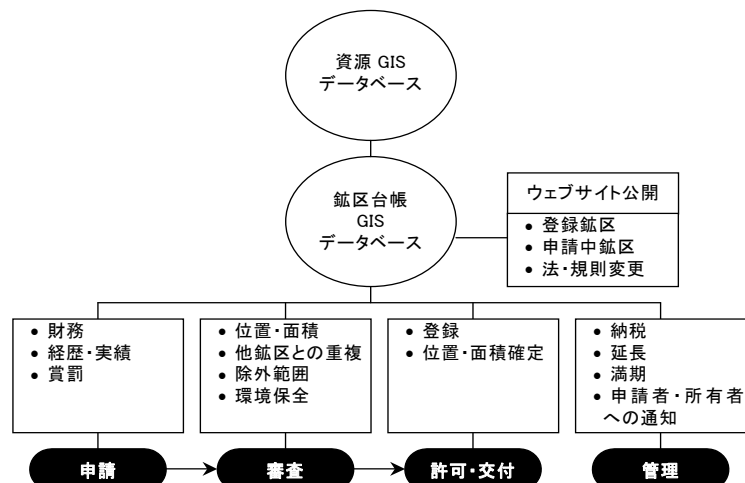 資源 GIS
データベース
鉱区台帳
GIS
データベース
ウェブサイト公開
● 登録鉱区
● 申請中鉱区
● 法・規則変更
● 財務
● 経歴・実績
● 賞罰
● 位置・面積
● 他鉱区との重複
● 除外範囲
● 環境保全
● 登録
● 位置・面積確定
● 納税
● 延長
● 満期
● 申請者・所有者
への通知
申請
審査
許可・交付
管理